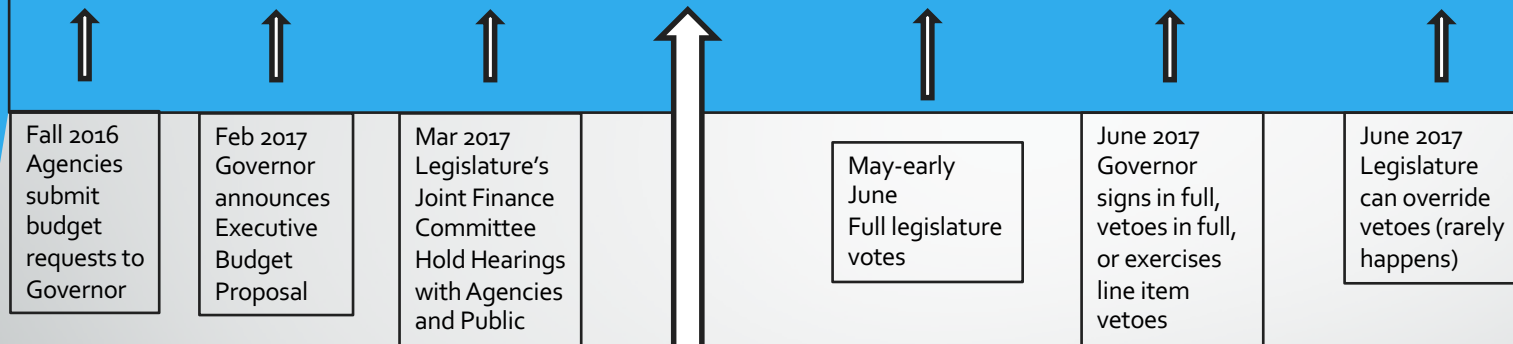 Fall 2016
Agencies
submit
budget
requests to
Governor
Feb 2017
Governor
announces
Executive
Budget
Proposal
Mar 2017
Legislature's
Joint Finance
Committee
Hold Hearings
with Agencies
and Public
May-early
June
Full legislature
votes
June 2017
Governor
signs in full,
vetoes in full,
or exercises
line item
vetoes
June 2017
Legislature
can override
vetoes (rarely
happens)